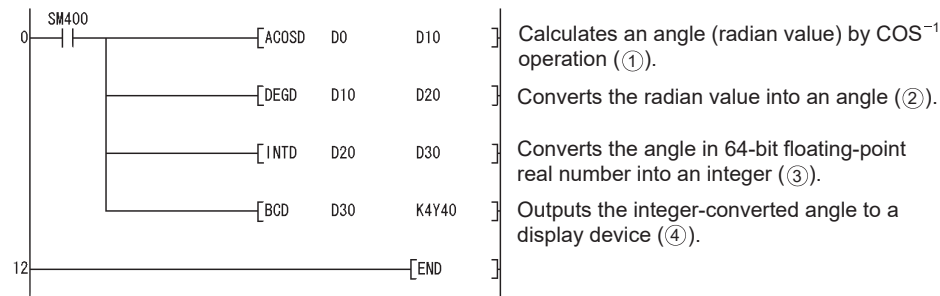 SM400
0 [ACOSD D0 D10 ] Calculates an angle (radian value) by COS⁻¹
operation (①).
[DEGD D10 D20 ] Converts the radian value into an angle (②).
[INTD D20 D30 ] Converts the angle in 64-bit floating-point
real number into an integer (③).
[BCD D30 K4Y40 ] Outputs the integer-converted angle to a
display device (④).
12 [END ]